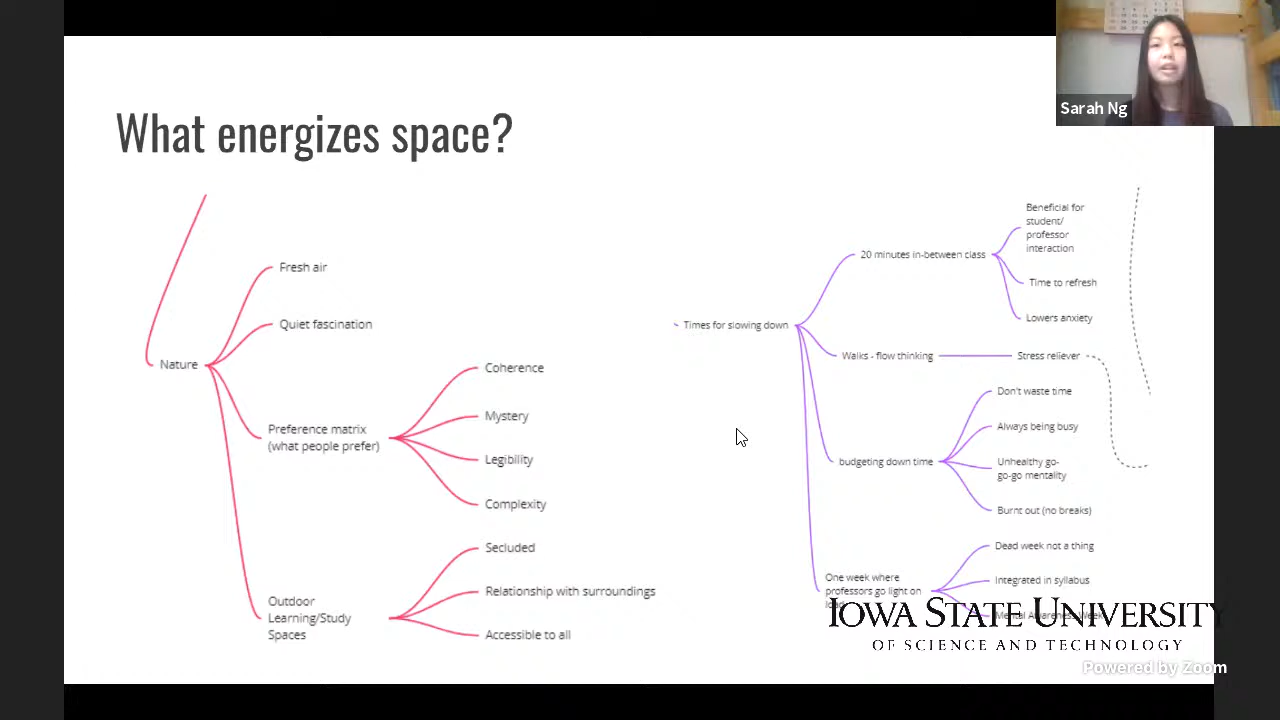 Sarah Ng
What energizes space?
Nature
Fresh air
Quiet fascination
Preference matrix
(what people prefer)
Coherence
Mystery
Legibility
Complexity
Outdoor
Learning/Study
Spaces
Secluded
Relationship with surroundings
Accessible to all
Times for slowing down
20 minutes in-between class
Beneficial for
student/
professor
interaction
Time to refresh
Lowers anxiety
Walks - flow thinking
Stress reliever
budgeting down time
Don't waste time
Always being busy
Unhealthy go-
go-go mentality
Burnt out (no breaks)
One week where
professors go light on
load
Dead week not a thing
Integrated in syllabus
Mental Awareness Week
IOWA STATE UNIVERSITY
OF SCIENCE AND TECHNOLOGY
Powered by Zoom